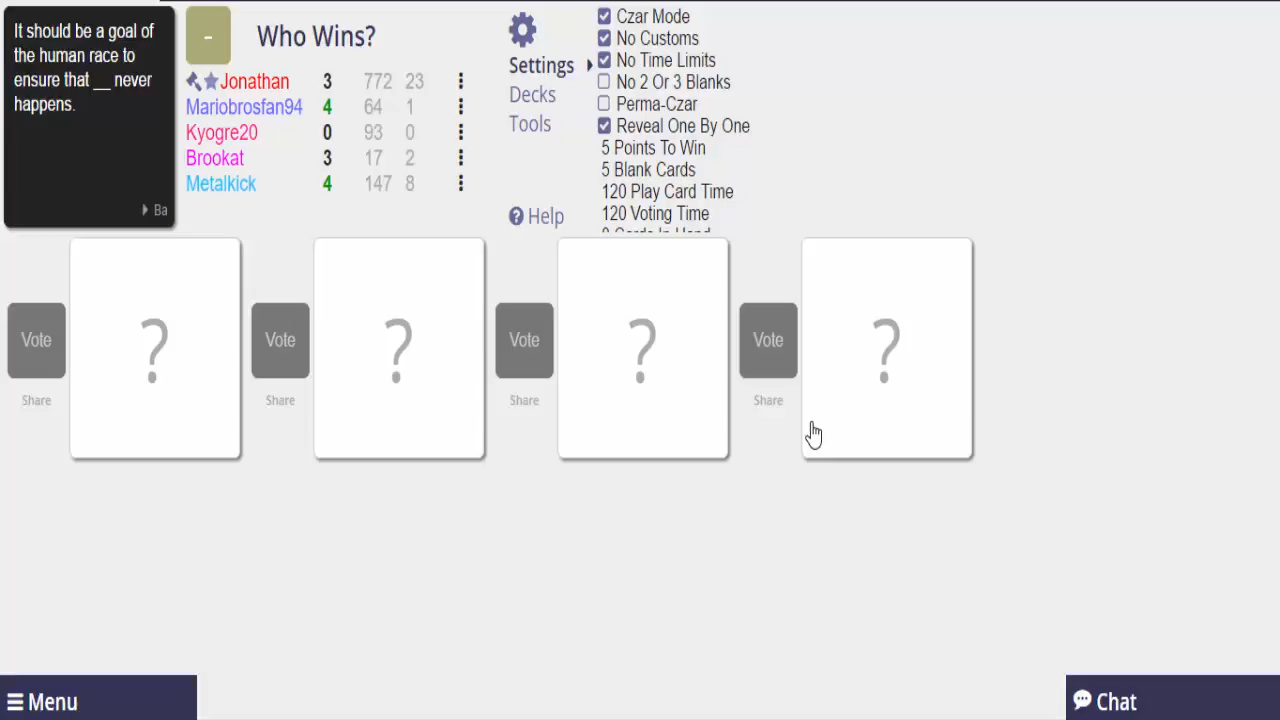 It should be a goal of
the human race to
ensure that __ never
happens.
Ba
-
Who Wins?
Jonathan 3 772 23
Mariobrosfan94 4 64 1
Kyogre20 0 93 0
Brookat 3 17 2
Metalkick 4 147 8
Settings
Decks
Tools
Help
Czar Mode
No Customs
No Time Limits
No 2 Or 3 Blanks
Perma-Czar
Reveal One By One
5 Points To Win
5 Blank Cards
120 Play Card Time
120 Voting Time
Vote ? Vote ? Vote ? Vote ?
Share Share Share Share
Menu
Chat